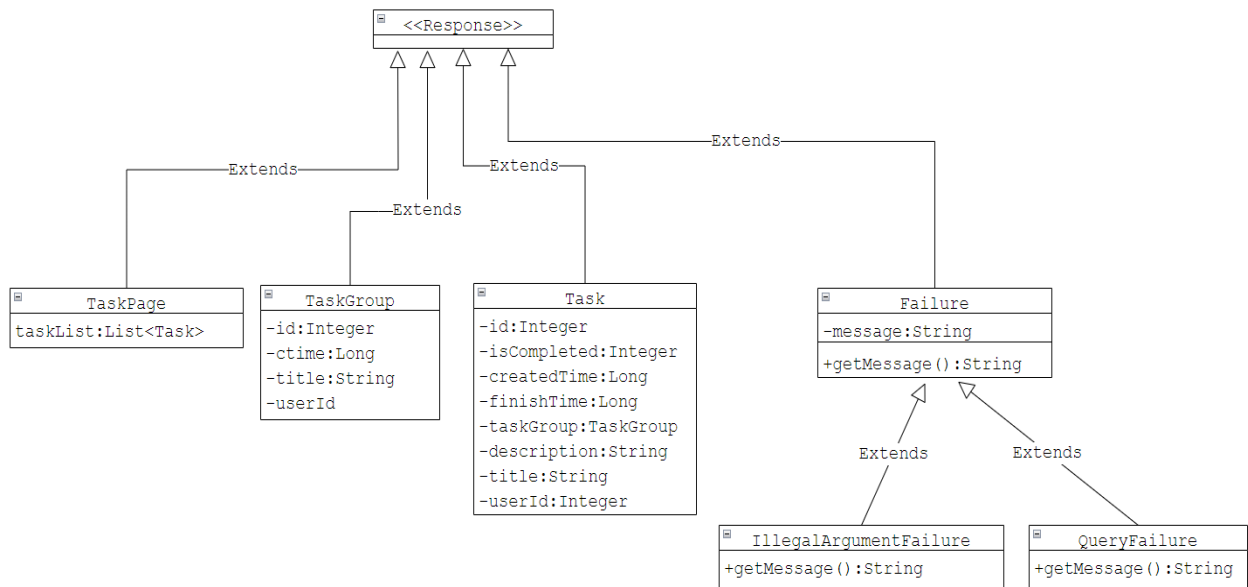 <<Response>>
Extends
Extends
Extends
Extends
TaskPage
taskList:List<Task>
TaskGroup
-id:Integer
-ctime:Long
-title:String
-userId
Task
-id:Integer
-isCompleted:Integer
-createdTime:Long
-finishTime:Long
-taskGroup:TaskGroup
-description:String
-title:String
-userId:Integer
Failure
-message:String
+getMessage():String
Extends
Extends
IllegalArgumentFailure
+getMessage():String
QueryFailure
+getMessage():String